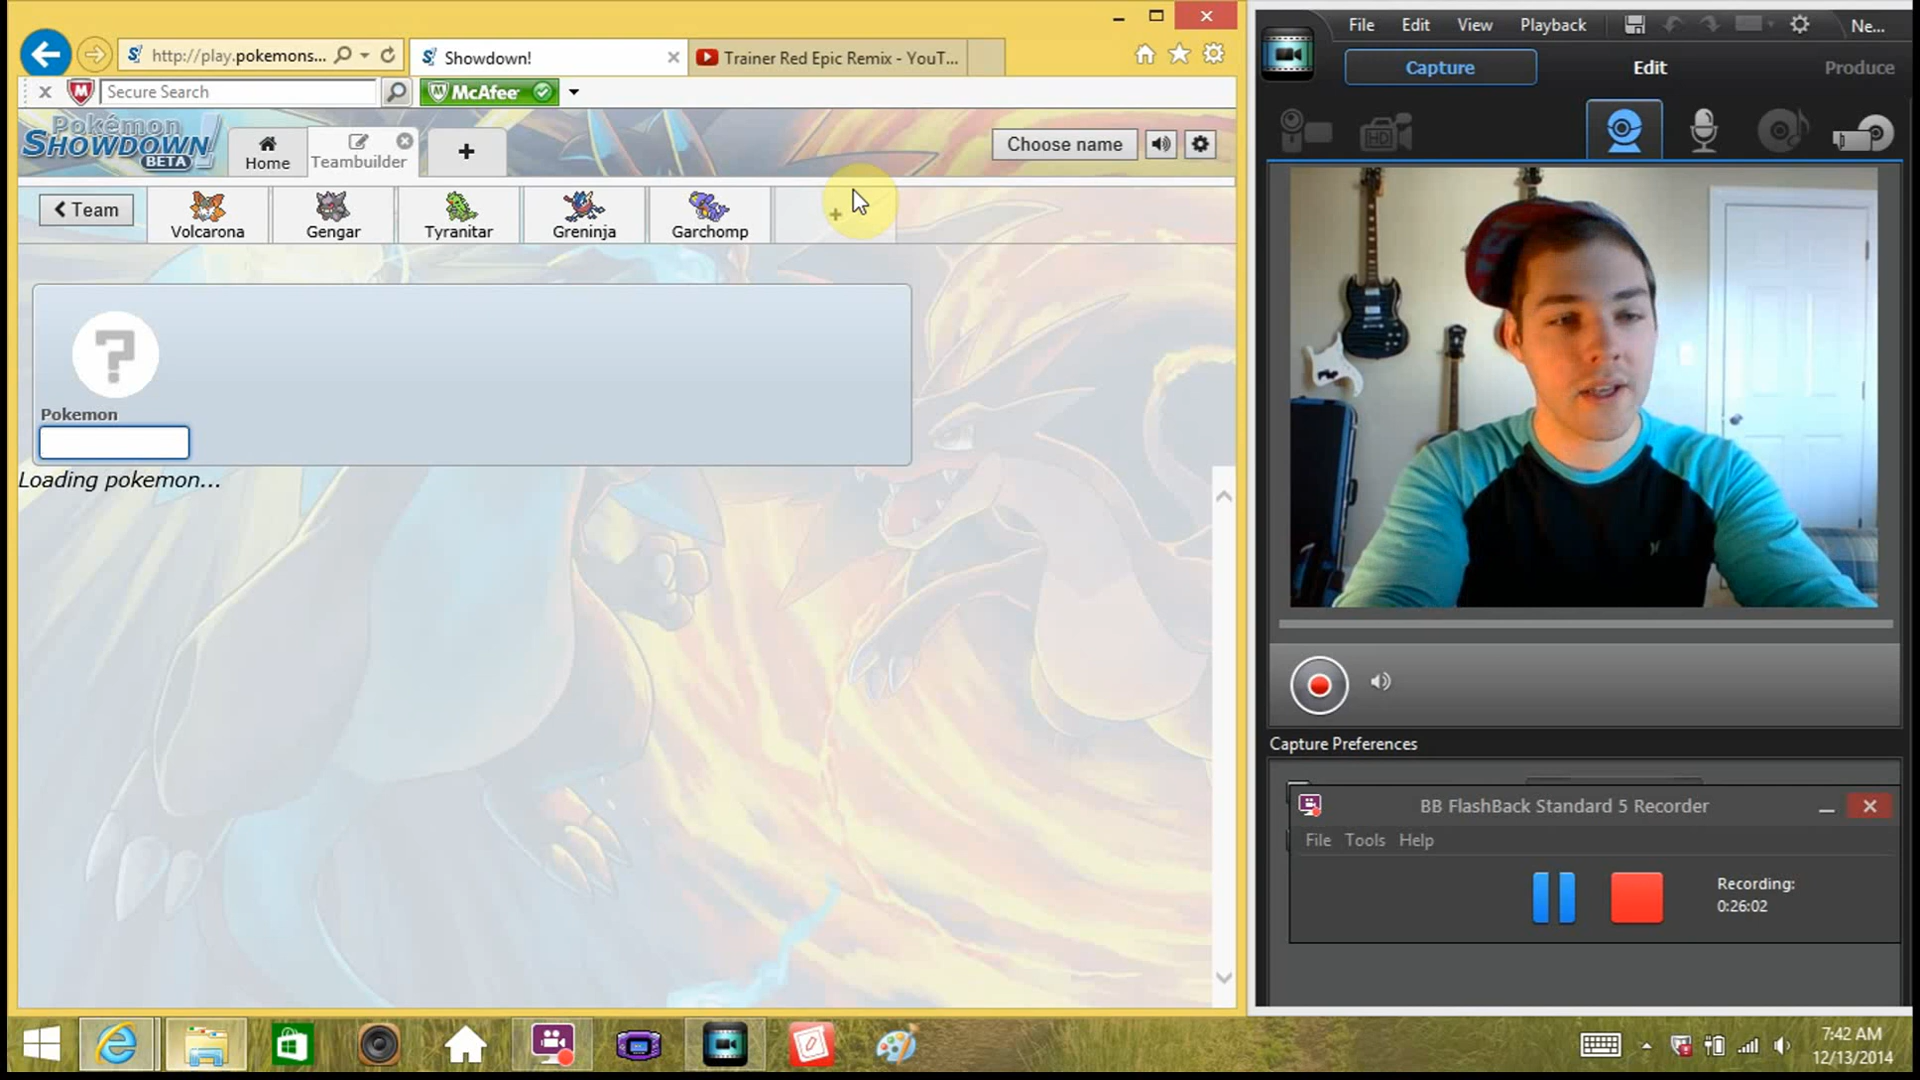 http://play.pokemons...
Showdown!
Trainer Red Epic Remix - YouT...
Secure Search
McAfee
Pokémon
SHOWDOWN
BETA
Home
Teambuilder
+
Choose name
Team
Volcarona
Gengar
Tyranitar
Greninja
Garchomp
+
?
Pokemon
Loading pokemon...
File Edit View Playback
Ne...
Capture
Edit
Produce
HD
Capture Preferences
BB FlashBack Standard 5 Recorder
File Tools Help
Recording:
0:26:02
7:42 AM
12/13/2014